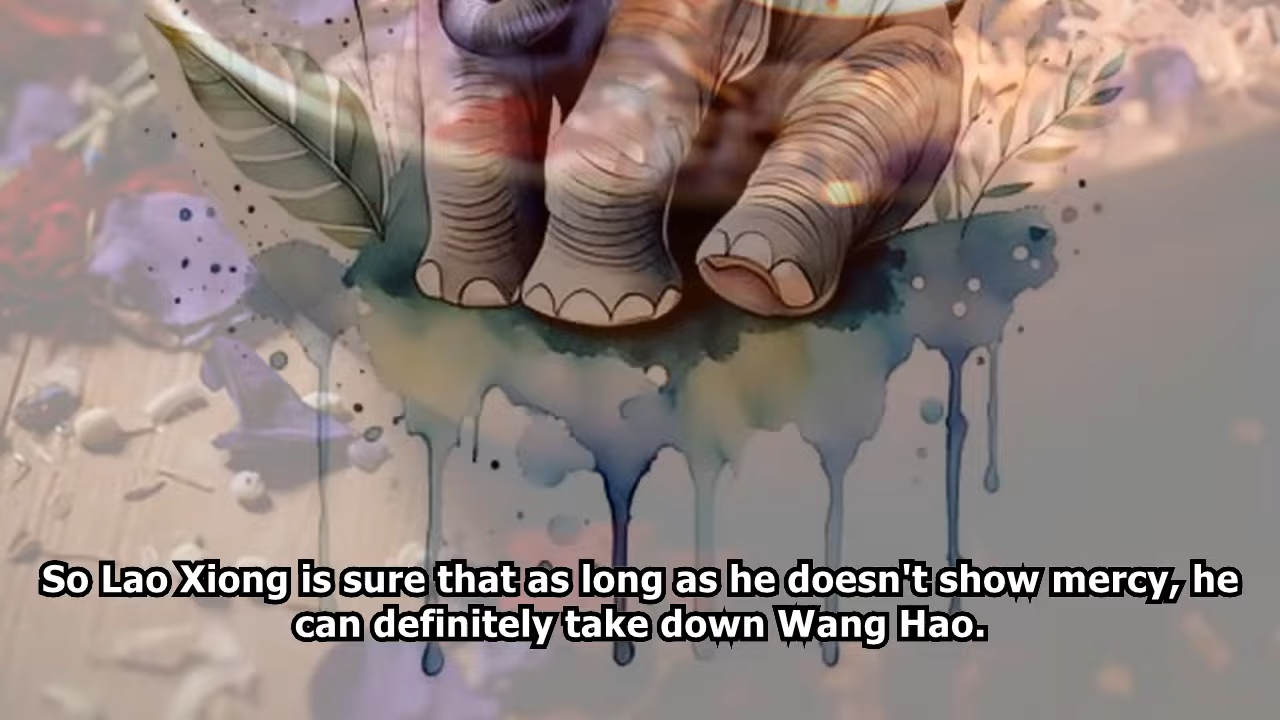 So Lao Xiong is sure that as long as he doesn't show mercy, he
can definitely take down Wang Hao.